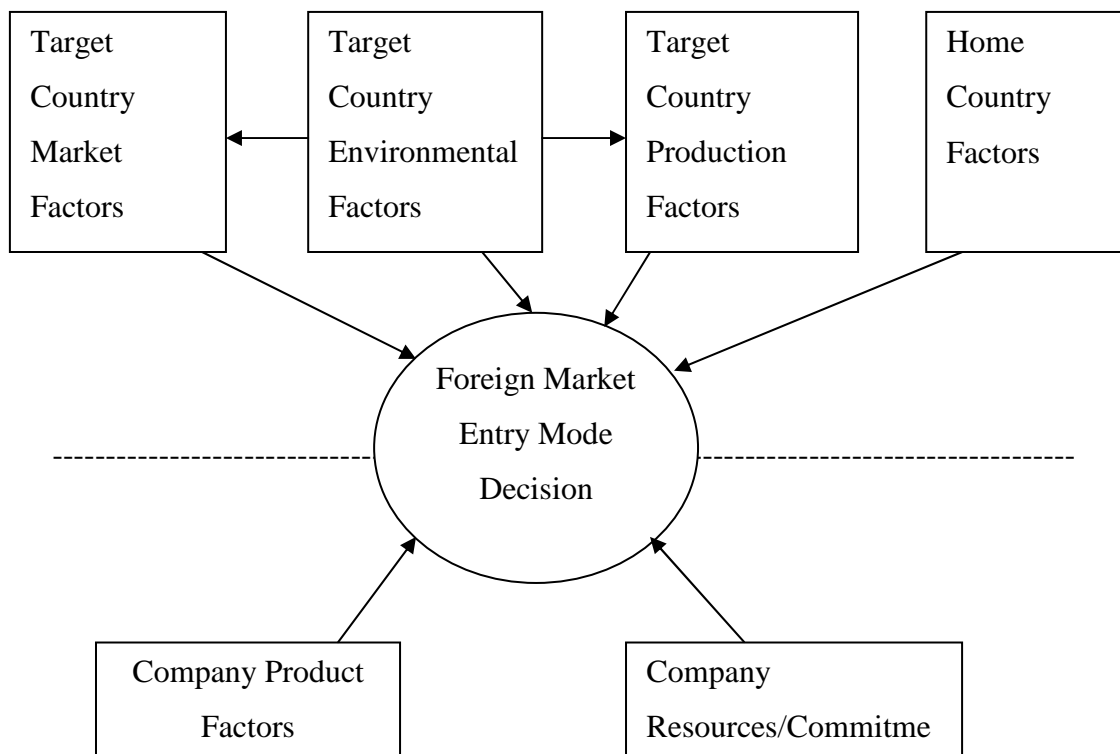 Target
Country
Market
Factors
Target
Country
Environmental
Factors
Target
Country
Production
Factors
Home
Country
Factors
Foreign Market
Entry Mode
Decision
Company Product
Factors
Company
Resources/Commitme